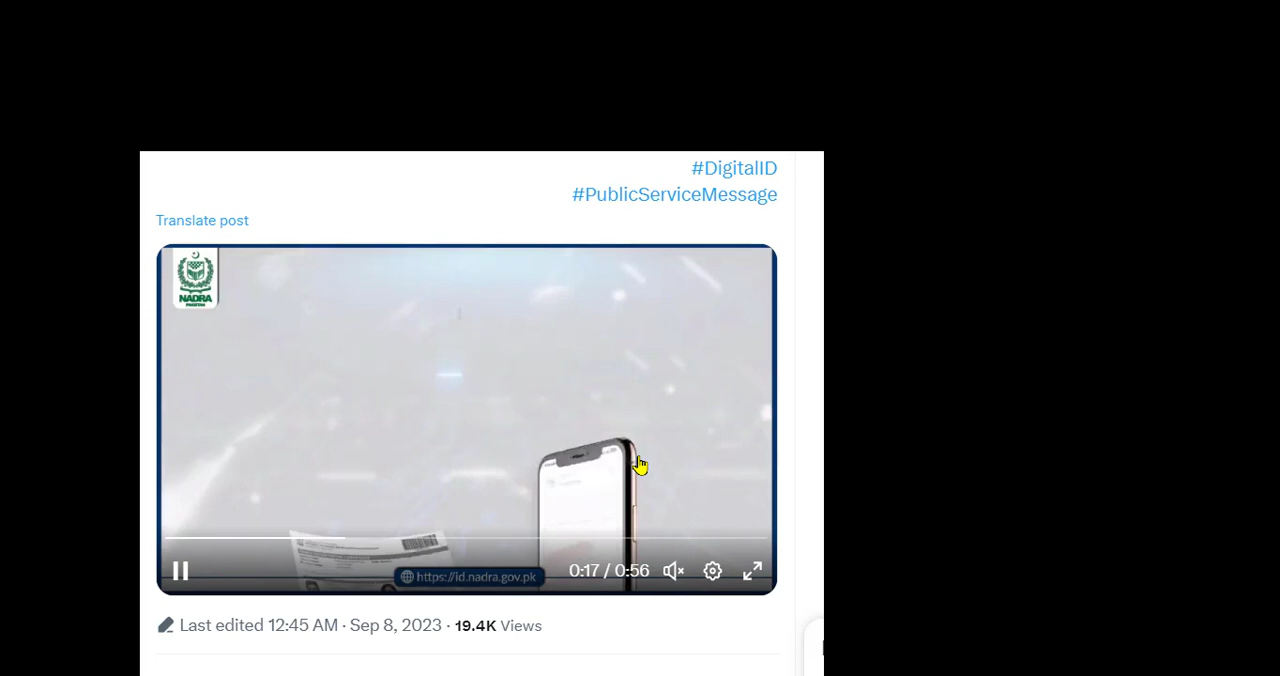 #DigitalID
#PublicServiceMessage
Translate post
NADRA
PAKISTAN
https://id.nadra.gov.pk
0:17 / 0:56
Last edited 12:45 AM · Sep 8, 2023 · 19.4K Views